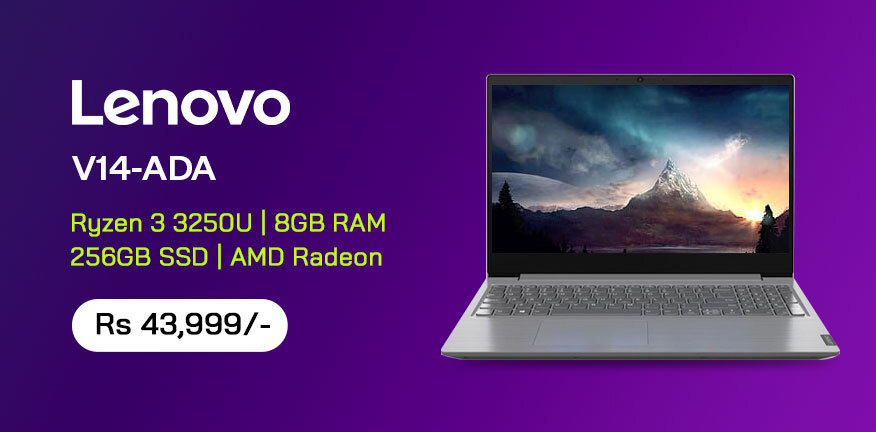 Lenovo
V14-ADA
Ryzen 3 3250U | 8GB RAM
256GB SSD | AMD Radeon
Rs 43,999/-